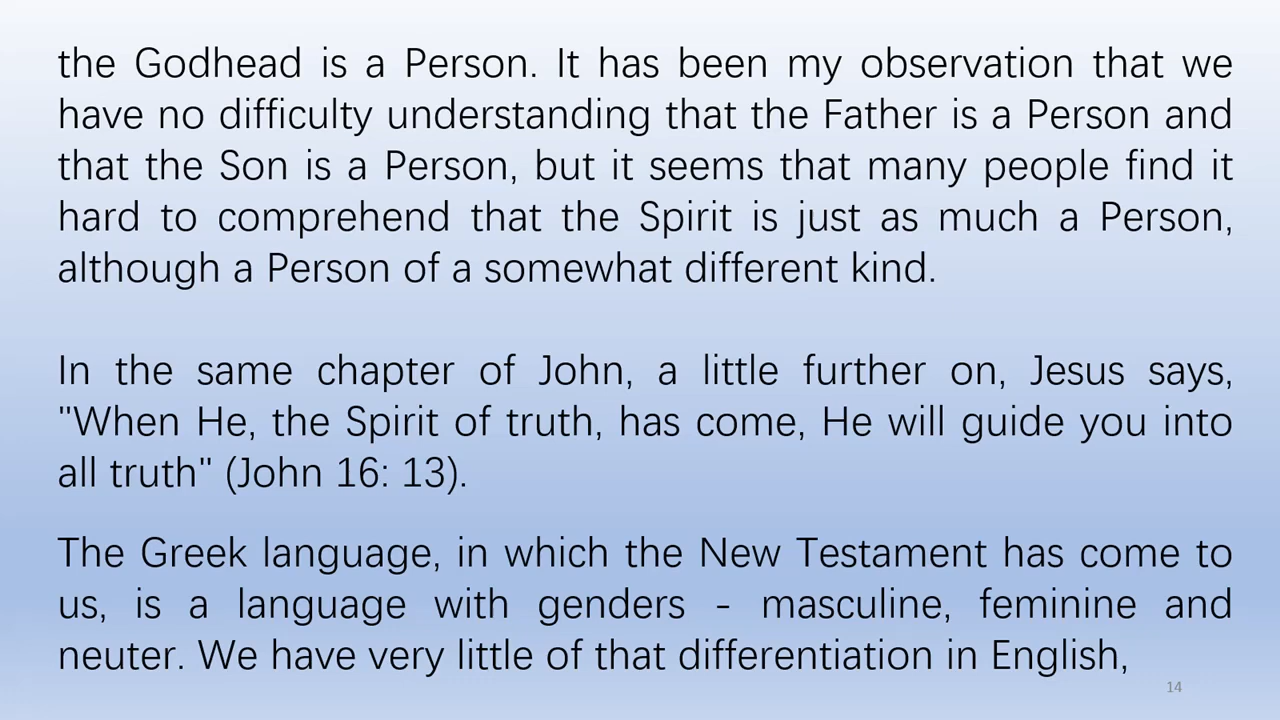 the Godhead is a Person. It has been my observation that we
have no difficulty understanding that the Father is a Person and
that the Son is a Person, but it seems that many people find it
hard to comprehend that the Spirit is just as much a Person,
although a Person of a somewhat different kind.
In the same chapter of John, a little further on, Jesus says,
"When He, the Spirit of truth, has come, He will guide you into
all truth" (John 16: 13).
The Greek language, in which the New Testament has come to
us, is a language with genders - masculine, feminine and
neuter. We have very little of that differentiation in English,
14